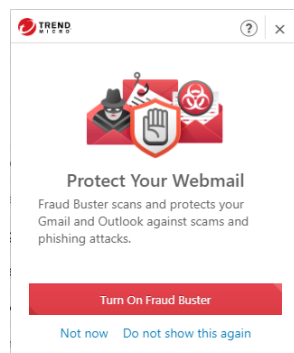 TREND
MICRO
?
Protect Your Webmail
Fraud Buster scans and protects your
Gmail and Outlook against scams and
phishing attacks.
Turn On Fraud Buster
Not now Do not show this again